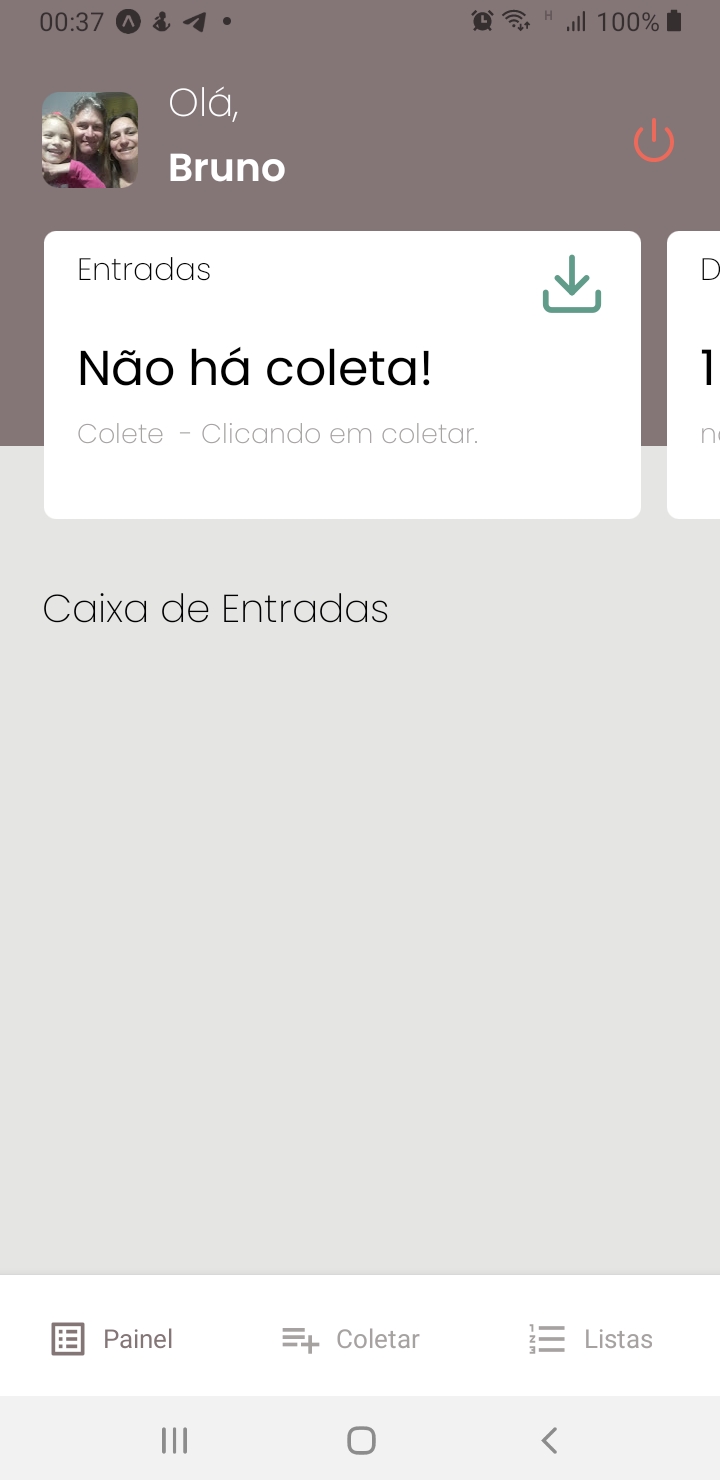 00:37
H
100%
Olá,
Bruno
Entradas
D
Não há coleta!
1
Colete - Clicando em coletar.
Caixa de Entradas
Painel
Coletar
Listas